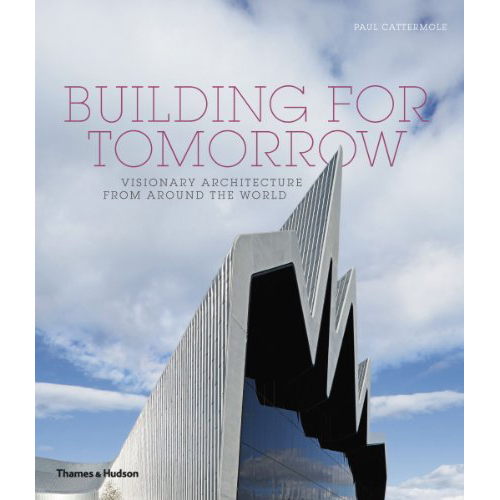 PAUL CATTERMOLE
BUILDING FOR
TOMORROW
VISIONARY ARCHITECTURE
FROM AROUND THE WORLD
Thames & Hudson